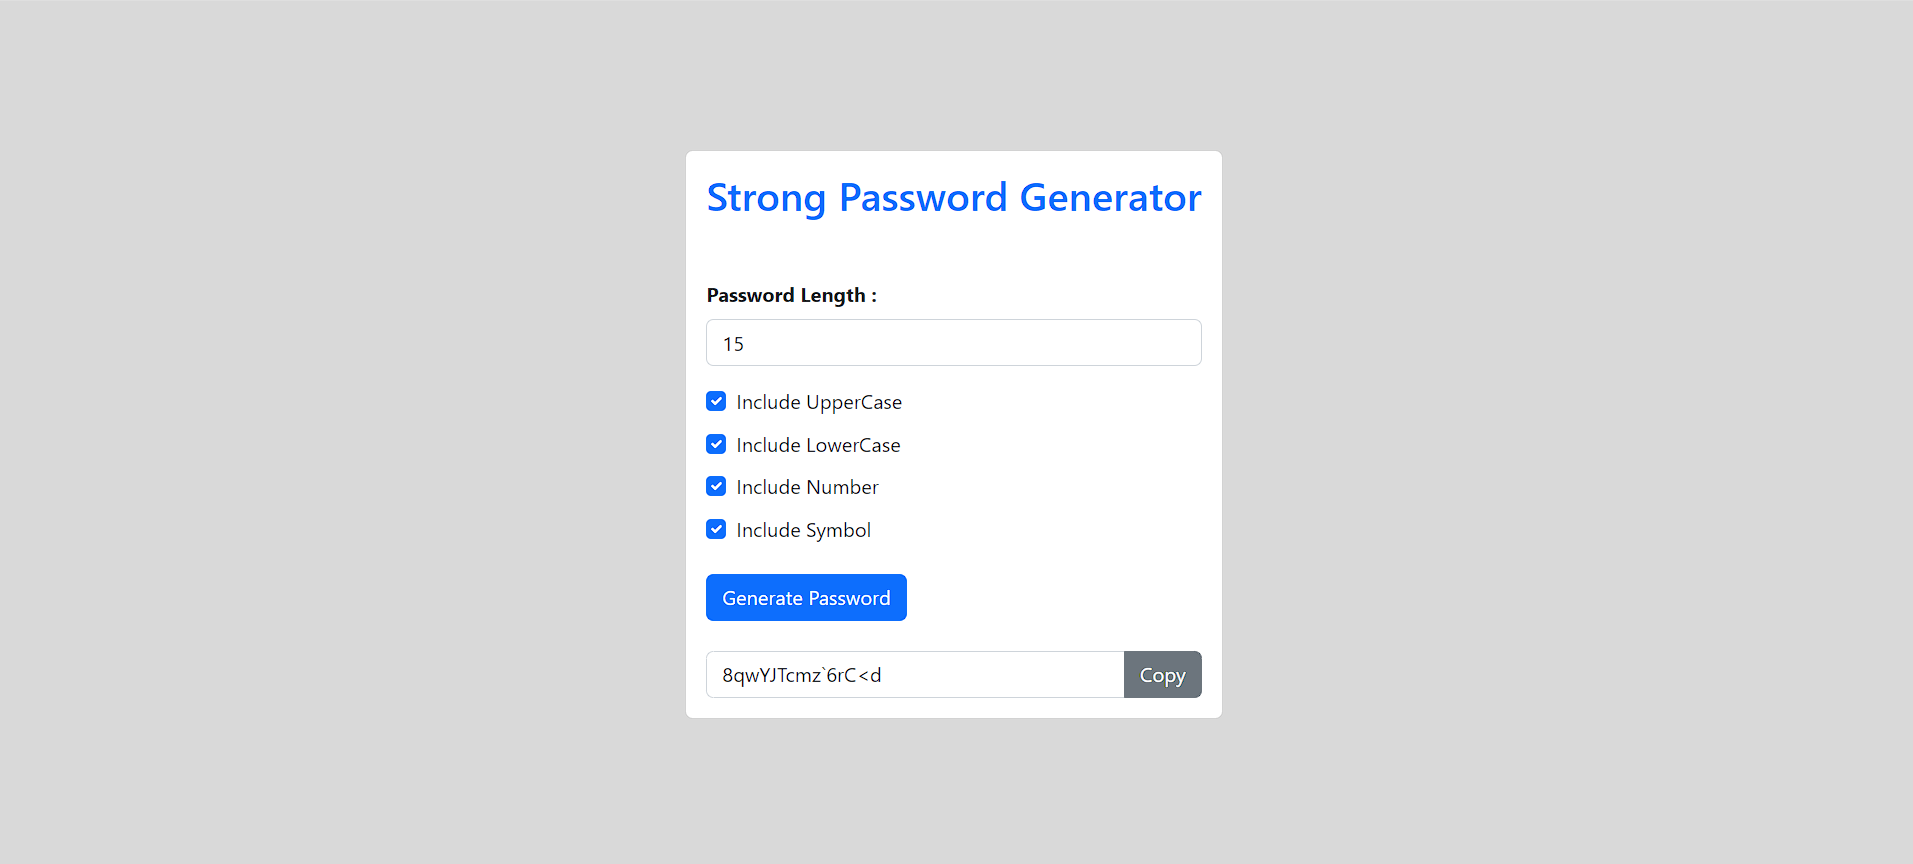 Strong Password Generator
Password Length :
15
Include UpperCase
Include LowerCase
Include Number
Include Symbol
Generate Password
8qwYJTcmz`6rC<d
Copy